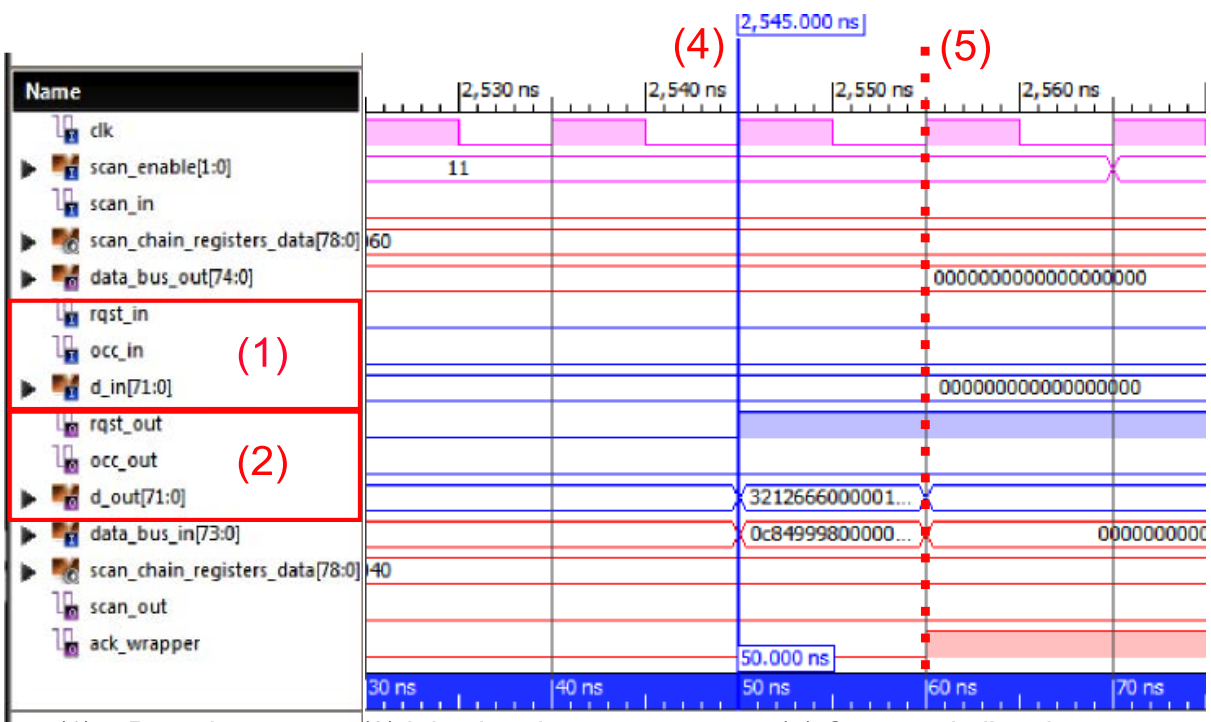 2,545.000 ns
(4)
(5)
Name
2,530 ns
2,540 ns
2,550 ns
2,560 ns
clk
scan_enable[1:0]
11
scan_in
scan_chain_registers_data[78:0]
060
data_bus_out[74:0]
0000000000000000000
rqst_in
occ_in
(1)
d_in[71:0]
000000000000000000
rqst_out
occ_out
(2)
d_out[71:0]
3212666000001...
data_bus_in[73:0]
0c84999800000...
0000000000
scan_chain_registers_data[78:0]
040
scan_out
ack_wrapper
50.000 ns
30 ns
40 ns
50 ns
60 ns
70 ns